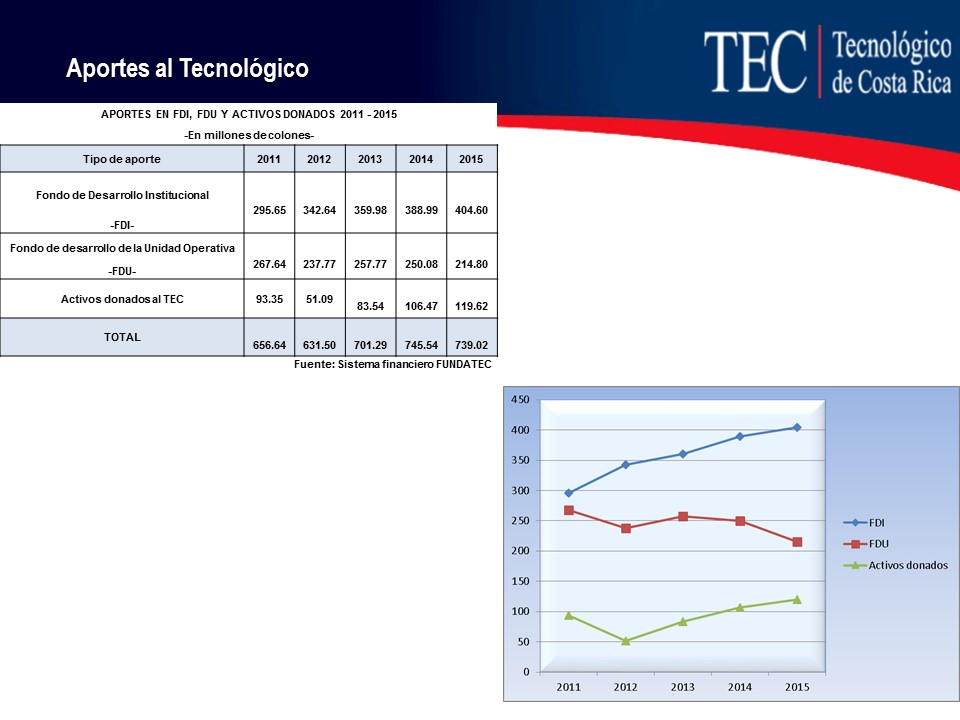 Aportes al Tecnológico
TEC | Tecnológico
de Costa Rica
APORTES EN FDI, FDU Y ACTIVOS DONADOS 2011 - 2015
-En millones de colones-
Tipo de aporte 2011 2012 2013 2014 2015
Fondo de Desarrollo Institucional
-FDI- 295.65 342.64 359.98 388.99 404.60
Fondo de desarrollo de la Unidad Operativa
-FDU- 267.64 237.77 257.77 250.08 214.80
Activos donados al TEC 93.35 51.09 83.54 106.47 119.62
TOTAL 656.64 631.50 701.29 745.54 739.02
Fuente: Sistema financiero FUNDATEC
450
400
350
300
250
200
150
100
50
0
2011 2012 2013 2014 2015
FDI
FDU
Activos donados